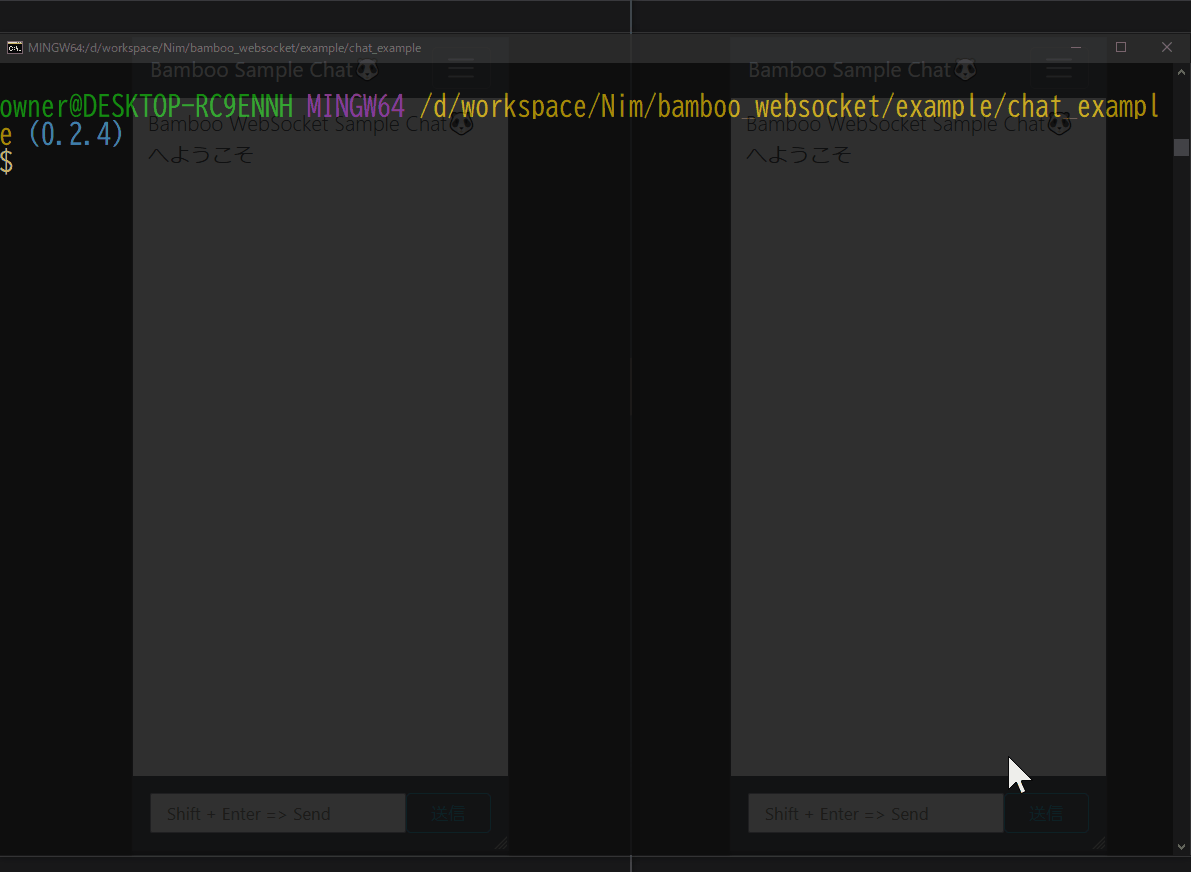 MINGW64:/d/workspace/Nim/bamboo_websocket/example/chat_example
Bamboo Sample Chat🐼
Bamboo Sample Chat🐼
owner@DESKTOP-RC9ENNH MINGW64 /d/workspace/Nim/bamboo_websocket/example/chat_exampl
e (0.2.4)
$
Bamboo WebSocket Sample Chat🐼
へようこそ
Bamboo WebSocket Sample Chat🐼
へようこそ
Shift + Enter => Send
送信
Shift + Enter => Send
送信